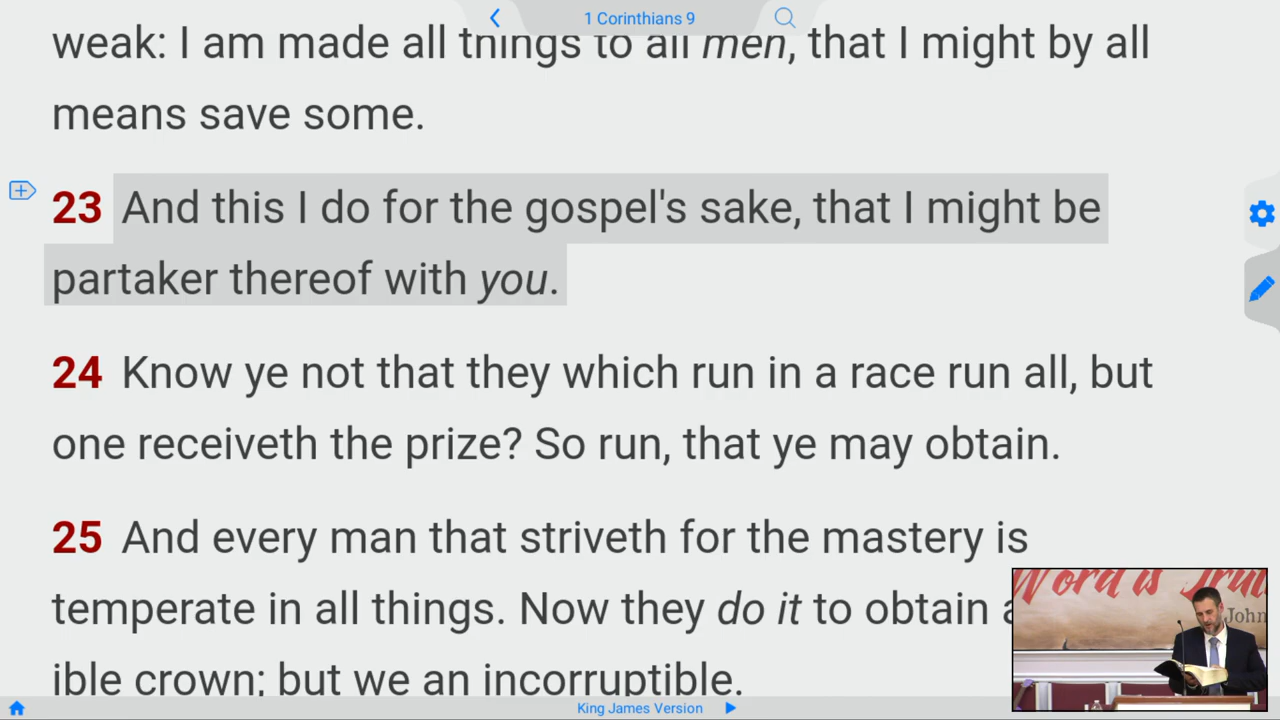 1 Corinthians 9
weak: I am made all things to all men, that I might by all
means save some.
23 And this I do for the gospel's sake, that I might be
partaker thereof with you.
24 Know ye not that they which run in a race run all, but
one receiveth the prize? So run, that ye may obtain.
25 And every man that striveth for the mastery is
temperate in all things. Now they do it to obtain
ible crown; but we an incorruptible.
Word is
John
King James Version